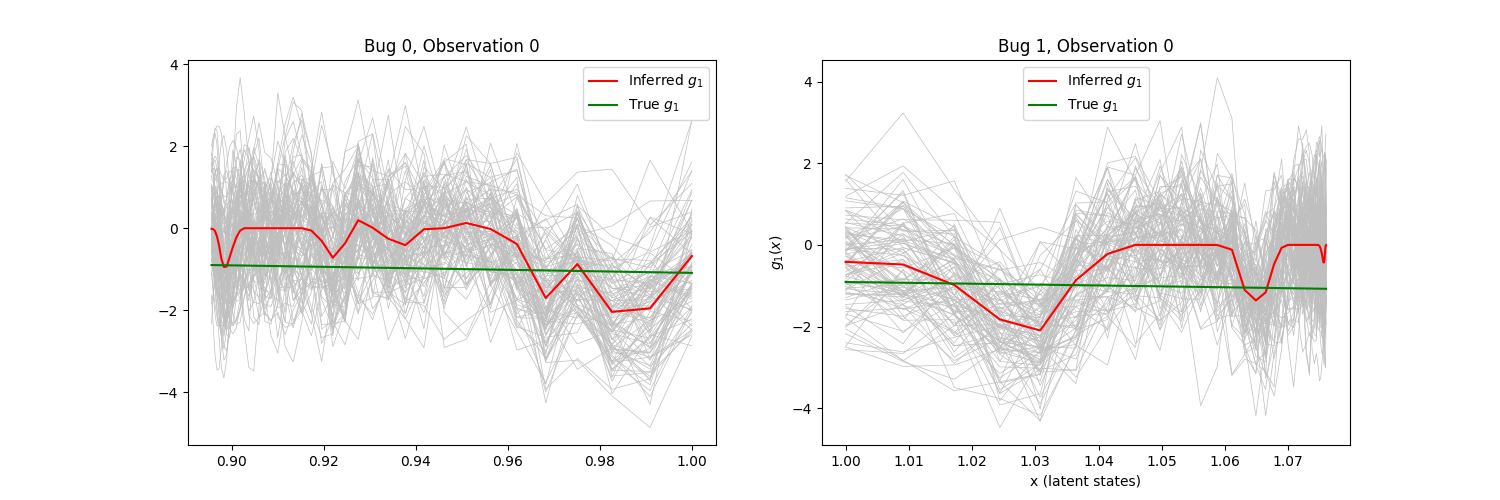 Bug 0, Observation 0
Inferred g₁
True g₁
4
2
0
−2
−4
0.90 0.92 0.94 0.96 0.98 1.00
Bug 1, Observation 0
Inferred g₁
True g₁
g₁(x)
4
2
0
−2
−4
1.00 1.01 1.02 1.03 1.04 1.05 1.06 1.07
x (latent states)